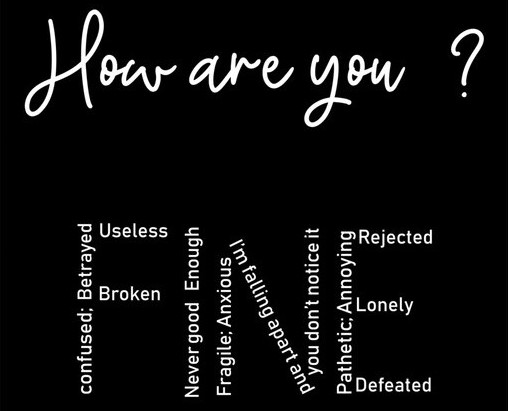 How are you ?
confused; Betrayed
Useless
Broken
Never good Enough
Fragile; Anxious
I'm falling apart and
you don't notice it
Pathetic; Annoying
Rejected
Lonely
Defeated